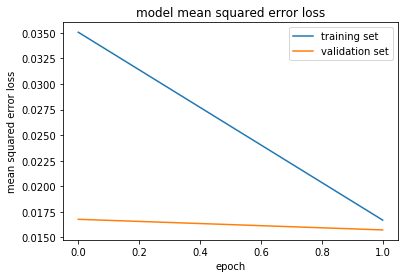 model mean squared error loss
training set
validation set
mean squared error loss
0.0350
0.0325
0.0300
0.0275
0.0250
0.0225
0.0200
0.0175
0.0150
0.0 0.2 0.4 0.6 0.8 1.0
epoch